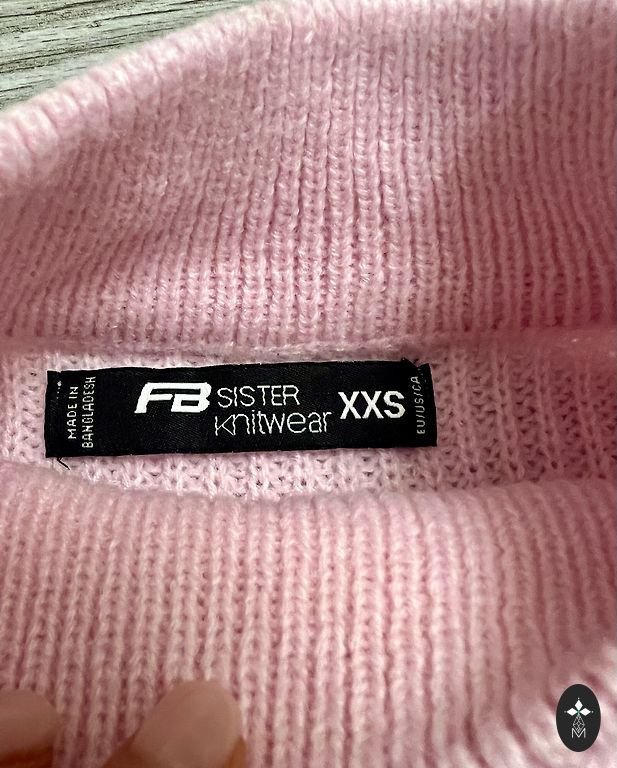 MADE IN
BANGLADESH
FB SISTER
Knitwear
XXS
EU/US/CA